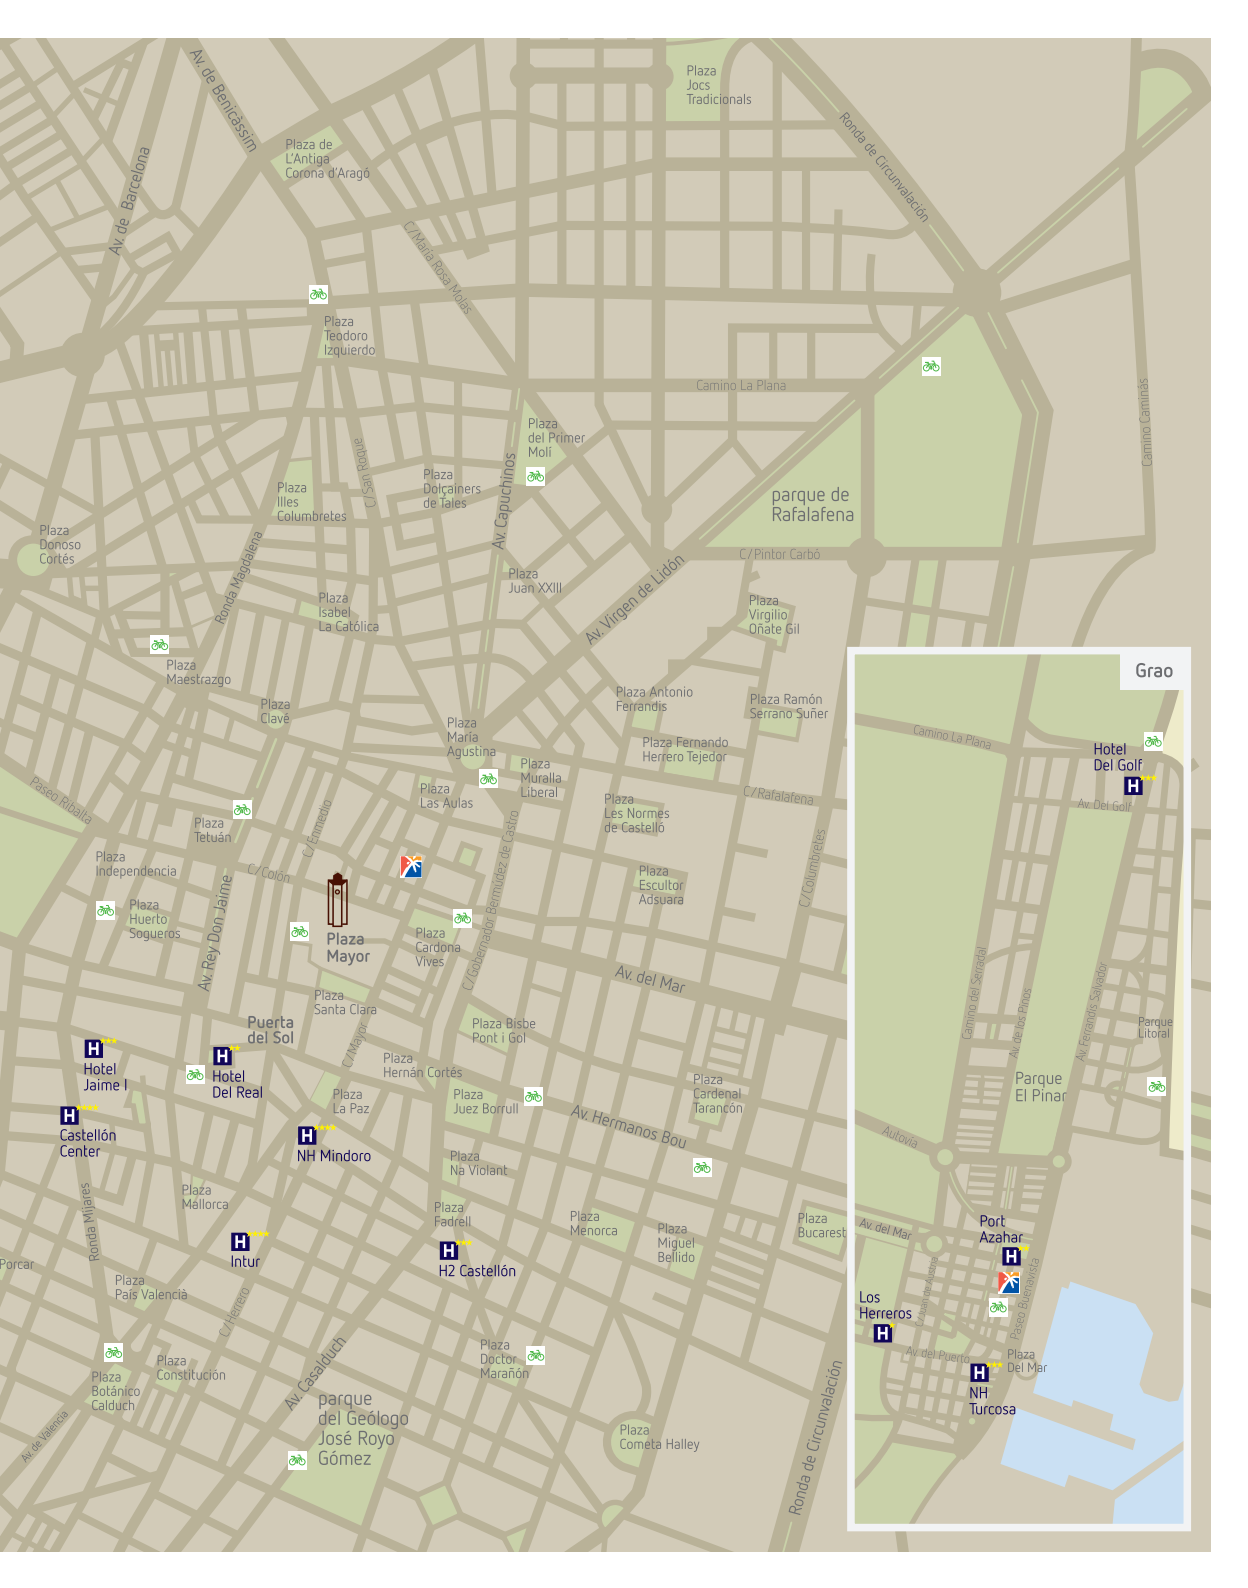 Plaza
Jocs
Tradicionals
Av. de Benicàssim
Ronda de Circunvalación
Plaza de
L'Antiga
Corona d'Aragó
Av. de Barcelona
C/María Rosa Molas
Plaza
Teodoro
Izquierdo
Camino La Plana
Camino Caminás
Plaza
del Primer
Molí
C/San Roque
Plaza
Dolçainers
de Tales
Av. Capuchinos
Plaza
Illes
Columbretes
parque de
Rafalafena
Plaza
Donoso
Cortés
Ronda Magdalena
C/Pintor Carbó
Plaza
Juan XXIII
Av. Virgen de Lidón
Plaza
Isabel
La Católica
Plaza
Virgilio
Oñate Gil
Plaza
Maestrazgo
Grao
Plaza
Clavé
Plaza Antonio
Ferrandis
Plaza Ramón
Serrano Suñer
Plaza
María
Agustina
Plaza Fernando
Herrero Tejedor
Camino La Plana
Hotel
Del Golf
H
Plaza
Muralla
Liberal
Paseo Ribalta
Plaza
Las Aulas
C/Rafalafena
Plaza
Les Normes
de Castelló
Av. Del Golf
Plaza
Tetuán
C/Enmedio
C/Gobernador Bermúdez de Castro
C/Columbretes
Plaza
Independencia
C/Colón
Plaza
Escultor
Adsuara
Plaza
Huerto
Sogueros
Av. Rey Don Jaime
Plaza
Mayor
Plaza
Cardona
Vives
Av. del Mar
Camino del Serradal
Av. de los Pinos
Av. Ferrandis Salvador
Plaza
Santa Clara
Puerta
del Sol
C/Mayor
Plaza Bisbe
Pont i Gol
Parque
Litoral
H
Hotel
Jaime I
H
Hotel
Del Real
Plaza
Hernán Cortés
Plaza
Cardenal
Tarancón
Parque
El Pinar
Plaza
La Paz
Plaza
Juez Borrull
Av. Hermanos Bou
H
Castellón
Center
H
NH Mindoro
Autovía
Plaza
Na Violant
Plaza
Mallorca
Ronda Mijares
Plaza
Fadrell
Plaza
Menorca
Plaza
Miguel
Bellido
Plaza
Bucarest
Av. del Mar
Port
Azahar
H
H
Intur
H
H2 Castellón
Porcar
Plaza
País Valencià
C/Herrero
C/Juan de Austria
Paseo Buenavista
Los
Herreros
H
Av. del Puerto
Plaza
Del Mar
H
NH
Turcosa
Plaza
Constitución
Plaza
Botánico
Calduch
Av. Casalduch
Plaza
Doctor
Marañón
Ronda de Circunvalación
parque
del Geólogo
José Royo
Gómez
Av. de Valencia
Plaza
Cometa Halley